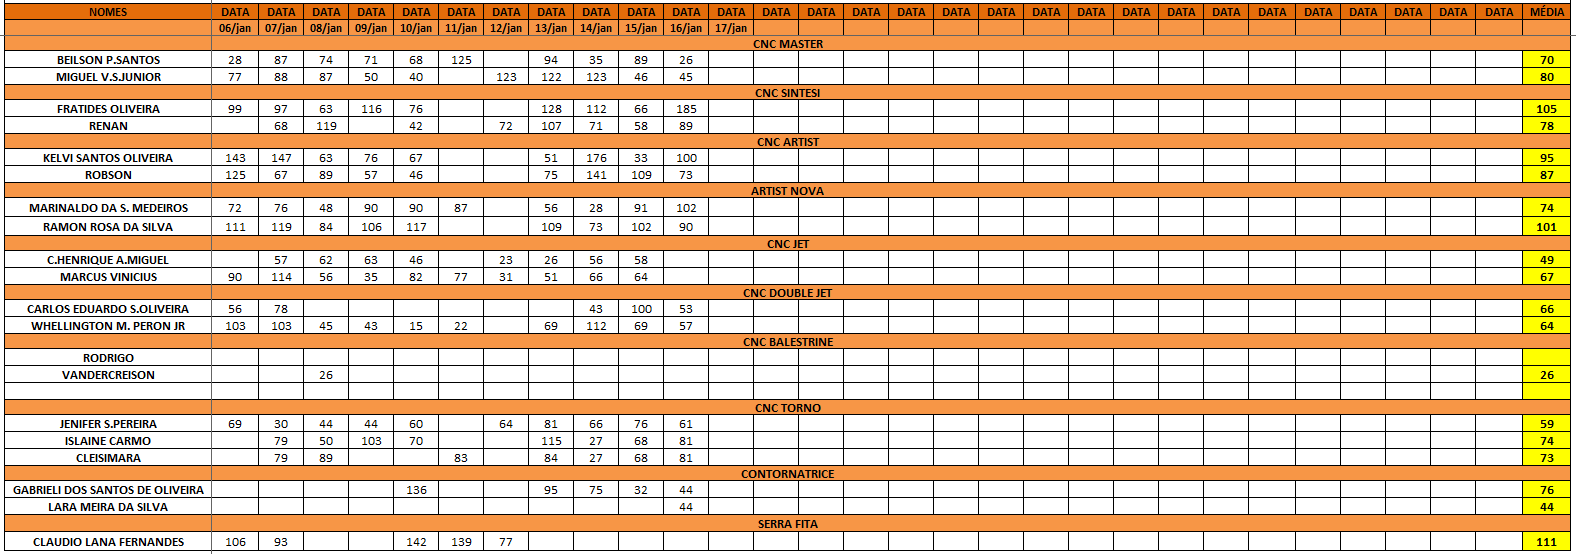 NOMES DATA DATA DATA DATA DATA DATA DATA DATA DATA DATA DATA DATA DATA DATA DATA DATA DATA DATA DATA DATA DATA DATA DATA DATA DATA DATA DATA DATA DATA MÉDIA
06/jan 07/jan 08/jan 09/jan 10/jan 11/jan 12/jan 13/jan 14/jan 15/jan 16/jan 17/jan
CNC MASTER
BEILSON P.SANTOS 28 87 74 71 68 125 94 35 89 26 70
MIGUEL V.S.JUNIOR 77 88 87 50 40 123 122 123 46 45 80
CNC SINTESI
FRATIDES OLIVEIRA 99 97 63 116 76 128 112 66 185 105
RENAN 68 119 42 72 107 71 58 89 78
CNC ARTIST
KELVI SANTOS OLIVEIRA 143 147 63 76 67 51 176 33 100 95
ROBSON 125 67 89 57 46 75 141 109 73 87
ARTIST NOVA
MARINALDO DA S. MEDEIROS 72 76 48 90 90 87 56 28 91 102 74
RAMON ROSA DA SILVA 111 119 84 106 117 109 73 102 90 101
CNC JET
C.HENRIQUE A.MIGUEL 57 62 63 46 23 26 56 58 49
MARCUS VINICIUS 90 114 56 35 82 77 31 51 66 64 67
CNC DOUBLE JET
CARLOS EDUARDO S.OLIVEIRA 56 78 43 100 53 66
WHELLINGTON M. PERON JR 103 103 45 43 15 22 69 112 69 57 64
CNC BALESTRINE
RODRIGO
VANDERCREISON 26 26
CNC TORNO
JENIFER S.PEREIRA 69 30 44 44 60 64 81 66 76 61 59
ISLAINE CARMO 79 50 103 70 115 27 68 81 74
CLEISIMARA 79 89 83 84 27 68 81 73
CONTORNATRICE
GABRIELI DOS SANTOS DE OLIVEIRA 136 95 75 32 44 76
LARA MEIRA DA SILVA 44 44
SERRA FITA
CLAUDIO LANA FERNANDES 106 93 142 139 77 111